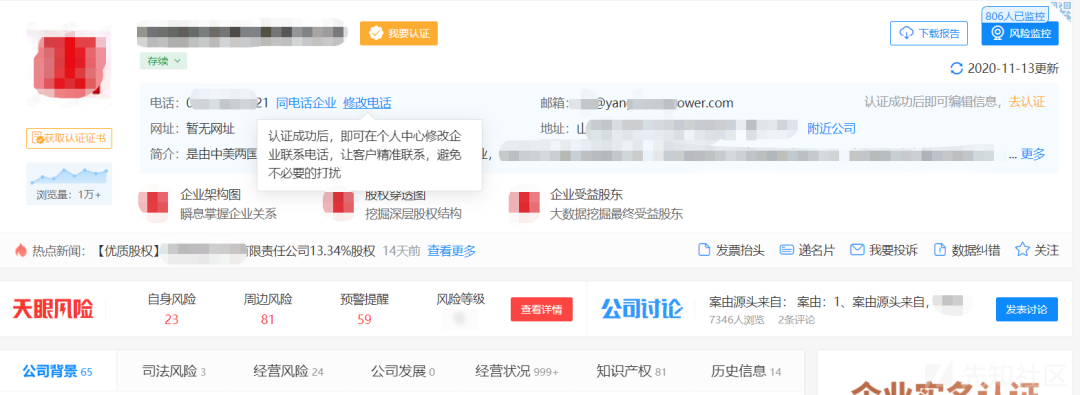 806人已监控
我要认证
下载报告
风险监控
存续
2020-11-13更新
电话: 21 同电话企业 修改电话
邮箱: @yan ower.com
认证成功后即可编辑信息，去认证
网址: 暂无网址
地址: 山 附近公司
认证成功后，即可在个人中心修改企
业联系电话，让客户精准联系，避免
不必要的打扰
简介: 是由中美两国 ... 更多
获取认证证书
浏览量: 1万+
企业架构图
瞬息掌握企业关系
股权穿透图
挖掘深层股权结构
企业受益股东
大数据挖掘最终受益股东
热点新闻: 【优质股权】 有限责任公司13.34%股权 14天前 查看更多
发票抬头 递名片 我要投诉 数据纠错 关注
天眼风险
自身风险 周边风险 预警提醒 风险等级
23 81 59
查看详情
公司讨论
案由源头来自: 案由: 1、案由源头来自，
7346人浏览 2条评论
发表讨论
公司背景 65 司法风险 3 经营风险 24 公司发展 0 经营状况 999+ 知识产权 81 历史信息 14
先知社区
企业实名认证